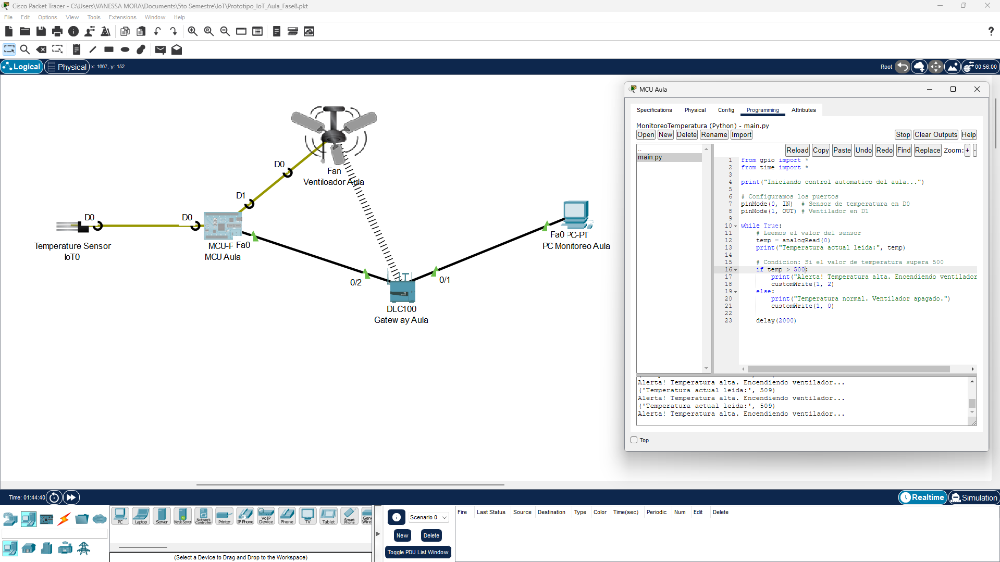 Cisco Packet Tracer - C:\Users\VANESSA MORA\Documents\5to Semestre\IoT\Prototipo_IoT_Aula_Fase8.pkt
File Edit Options View Tools Extensions Window Help
Logical Physical x: 1667, y: 152
Root 00:56:00
D0
Fan
Ventiloador Aula
D1
D0
D0
Temperature Sensor
IoT0
MCU-P Fa0
MCU Aula
Fa0 PC-PT
PC Monitoreo Aula
0/2
0/1
DLC100
Gatew ay Aula
MCU Aula
Specifications Physical Config Programming Attributes
MonitoreoTemperatura (Python) - main.py
Open New Delete Rename Import Stop Clear Outputs Help
..
main.py
Reload Copy Paste Undo Redo Find Replace Zoom: + -
1 from gpio import *
2 from time import *
3
4 print("Iniciando control automatico del aula...")
5
6 # Configuramos los puertos
7 pinMode(0, IN)  # Sensor de temperatura en D0
8 pinMode(1, OUT) # Ventilador en D1
9
10 while True:
11     # Leemos el valor del sensor
12     temp = analogRead(0)
13     print("Temperatura actual leida:", temp)
14
15     # Condicion: Si el valor de temperatura supera 500
16     if temp > 500:
17         print("Alerta! Temperatura alta. Encendiendo ventilador
18         customWrite(1, 2)
19     else:
20         print("Temperatura normal. Ventilador apagado.")
21         customWrite(1, 0)
22
23     delay(2000)
Alerta! Temperatura alta. Encendiendo ventilador...
('Temperatura actual leida:', 509)
Alerta! Temperatura alta. Encendiendo ventilador...
('Temperatura actual leida:', 509)
Alerta! Temperatura alta. Encendiendo ventilador...
Top
Time: 01:44:40
Realtime Simulation
PC Laptop Server Meraki Server Network Controller Printer IP Phone VoIP Device Phone TV Tablet Smart Phone
(Select a Device to Drag and Drop to the Workspace)
Scenario 0
New Delete
Toggle PDU List Window
Fire Last Status Source Destination Type Color Time(sec) Periodic Num Edit Delete